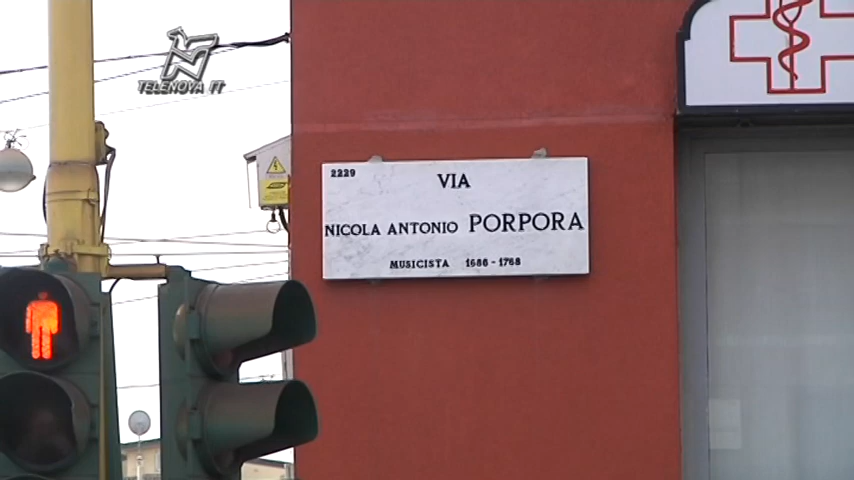 TELENOVA IT
2229
VIA
NICOLA ANTONIO PORPORA
MUSICISTA 1686 - 1768